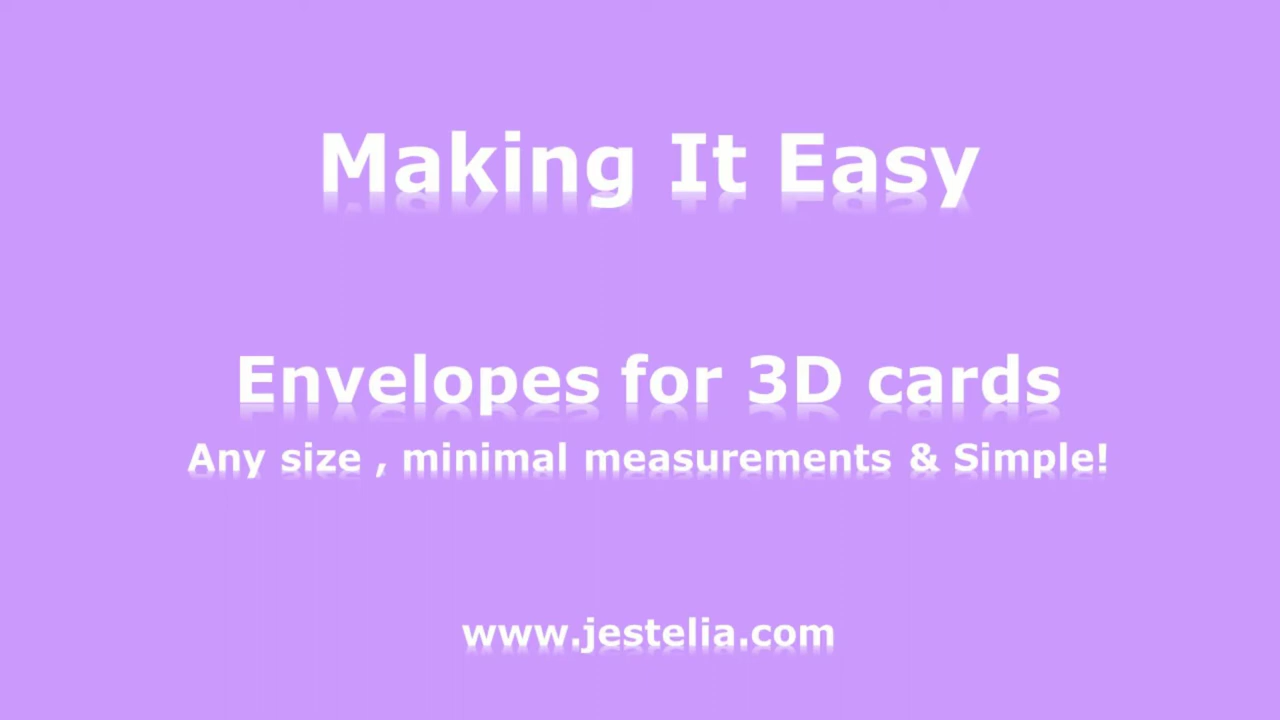 Making It Easy
Envelopes for 3D cards
Any size , minimal measurements & Simple!
www.jestelia.com